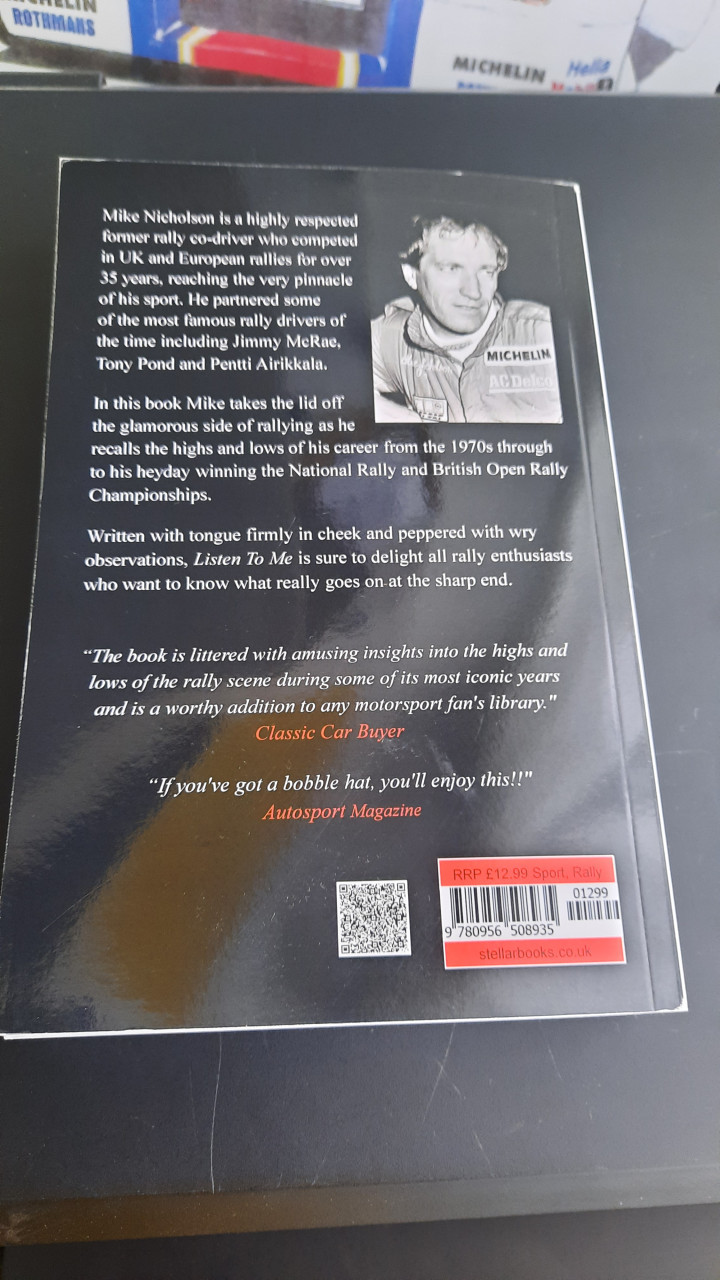 HELIN
ROTHMANS
MICHELIN
Hella
Mike Nicholson is a highly respected
former rally co-driver who competed
in UK and European rallies for over
35 years, reaching the very pinnacle
of his sport. He partnered some
of the most famous rally drivers of
the time including Jimmy McRae,
Tony Pond and Pentti Airikkala.
MICHELIN
AC Delco
In this book Mike takes the lid off
the glamorous side of rallying as he
recalls the highs and lows of his career from the 1970s through
to his heyday winning the National Rally and British Open Rally
Championships.
Written with tongue firmly in cheek and peppered with wry
observations, Listen To Me is sure to delight all rally enthusiasts
who want to know what really goes on at the sharp end.
“The book is littered with amusing insights into the highs and
lows of the rally scene during some of its most iconic years
and is a worthy addition to any motorsport fan's library."
Classic Car Buyer
“If you've got a bobble hat, you'll enjoy this!!"
Autosport Magazine
RRP £12.99 Sport, Rally
01299
9 780956 508935
stellarbooks.co.uk